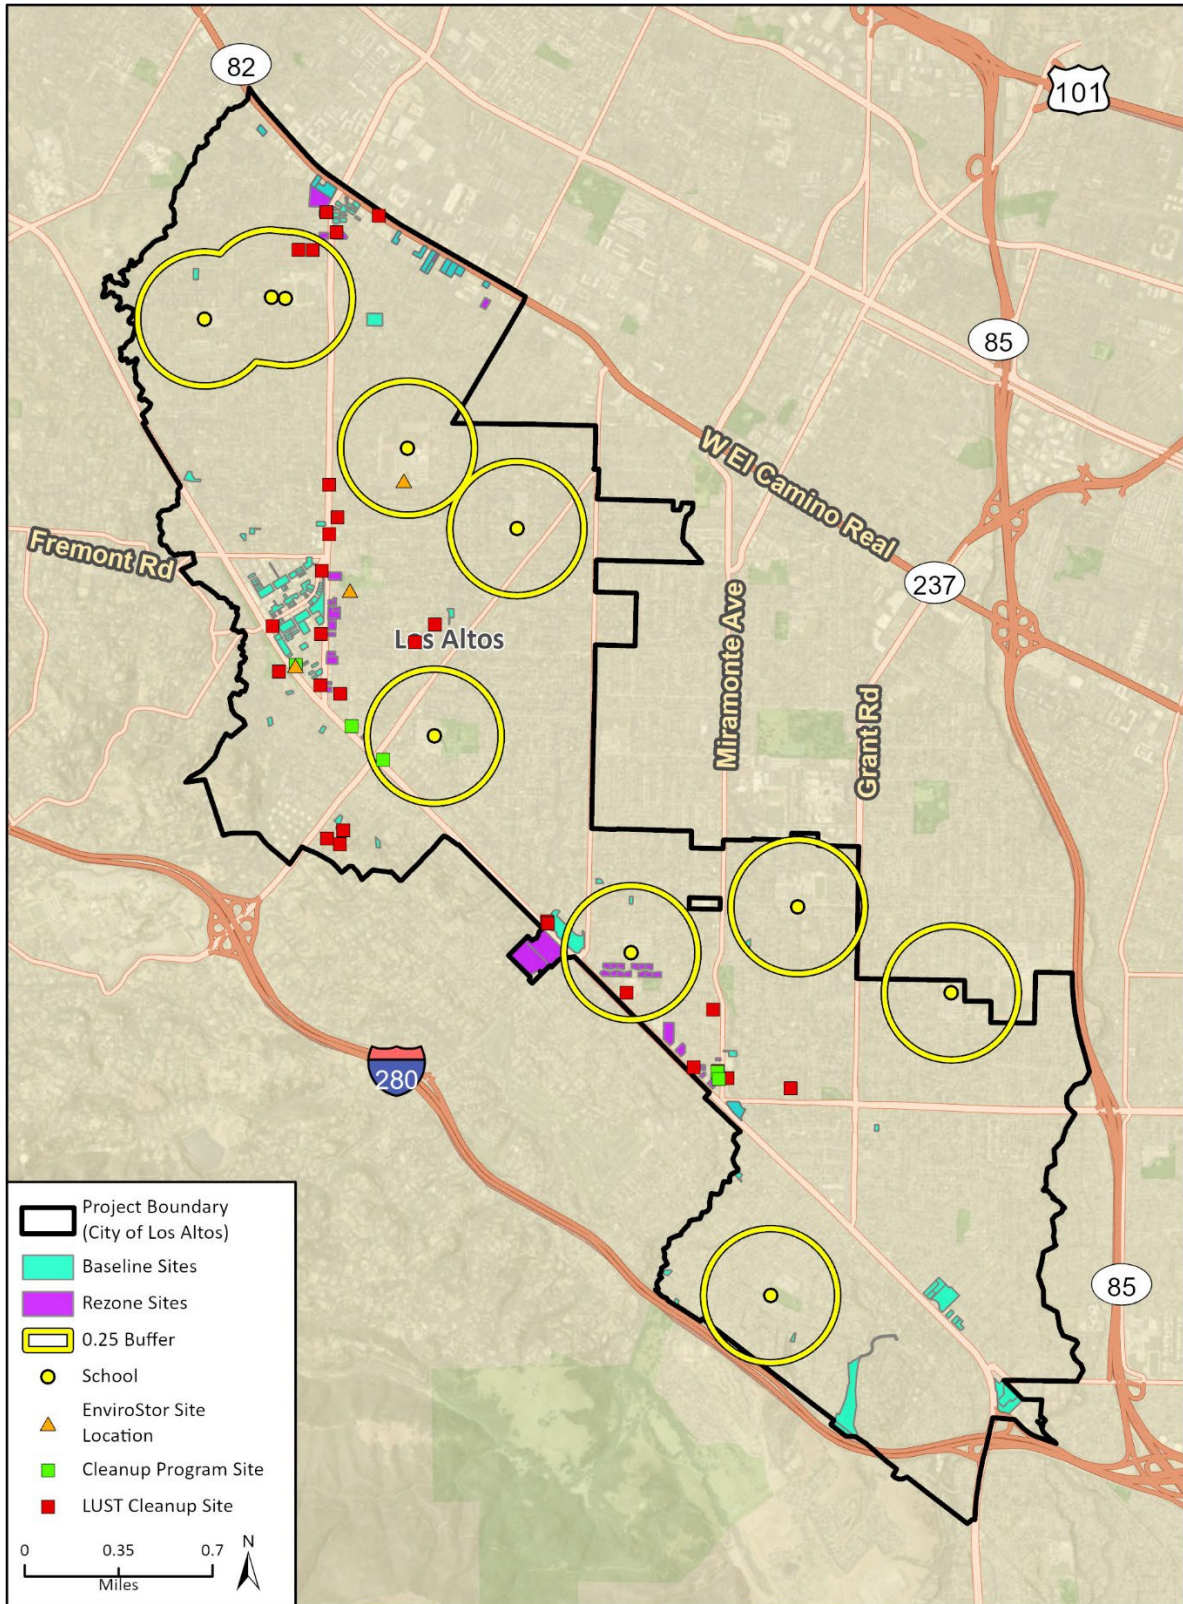 82
101
85
W El Camino Real
Fremont Rd
237
Los Altos
Miramonte Ave
Grant Rd
280
85
Project Boundary
(City of Los Altos)
Baseline Sites
Rezone Sites
0.25 Buffer
School
EnviroStor Site
Location
Cleanup Program Site
LUST Cleanup Site
0 0.35 0.7
Miles
N